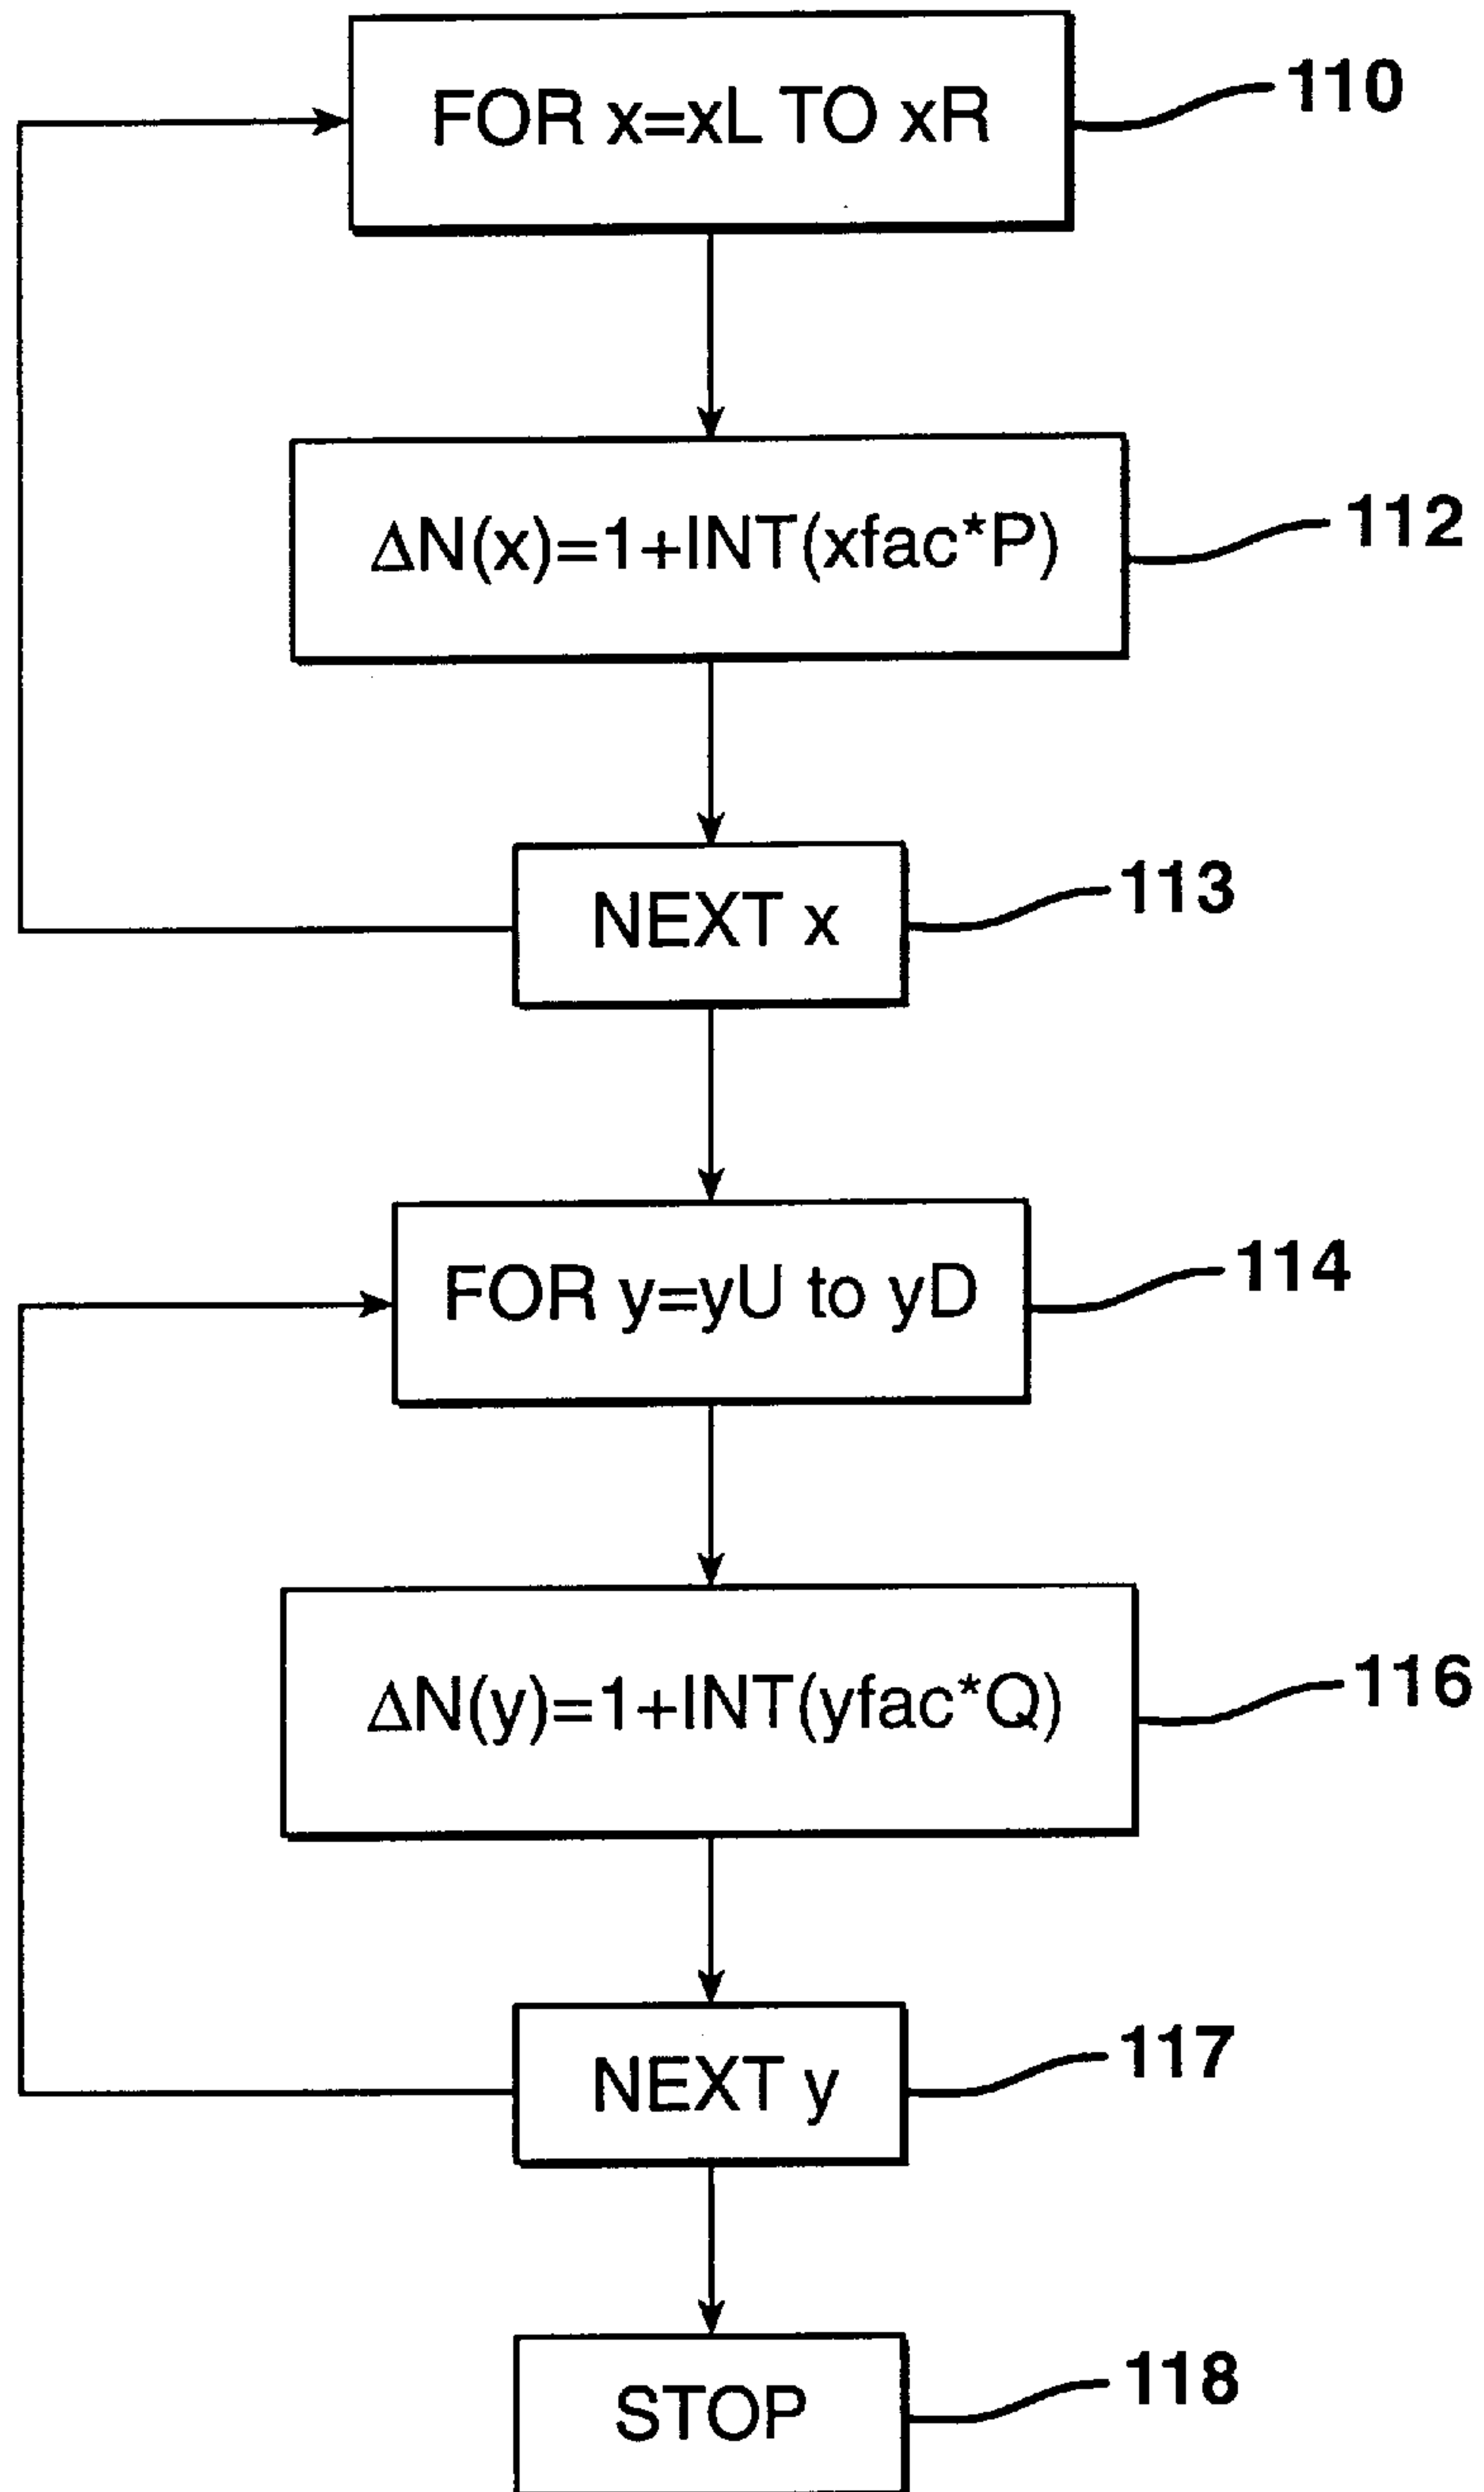 FOR x=xL TO xR
110
ΔN(x)=1+INT(xfac*P)
112
NEXT x
113
FOR y=yU to yD
114
ΔN(y)=1+INT(yfac*Q)
116
NEXT y
117
STOP
118